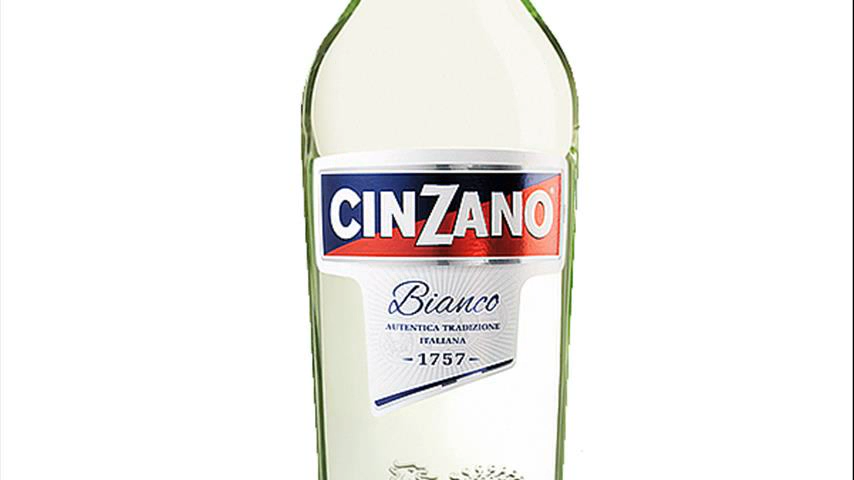 CINZANO®
Bianco
AUTENTICA TRADIZIONE
ITALIANA
-1757-